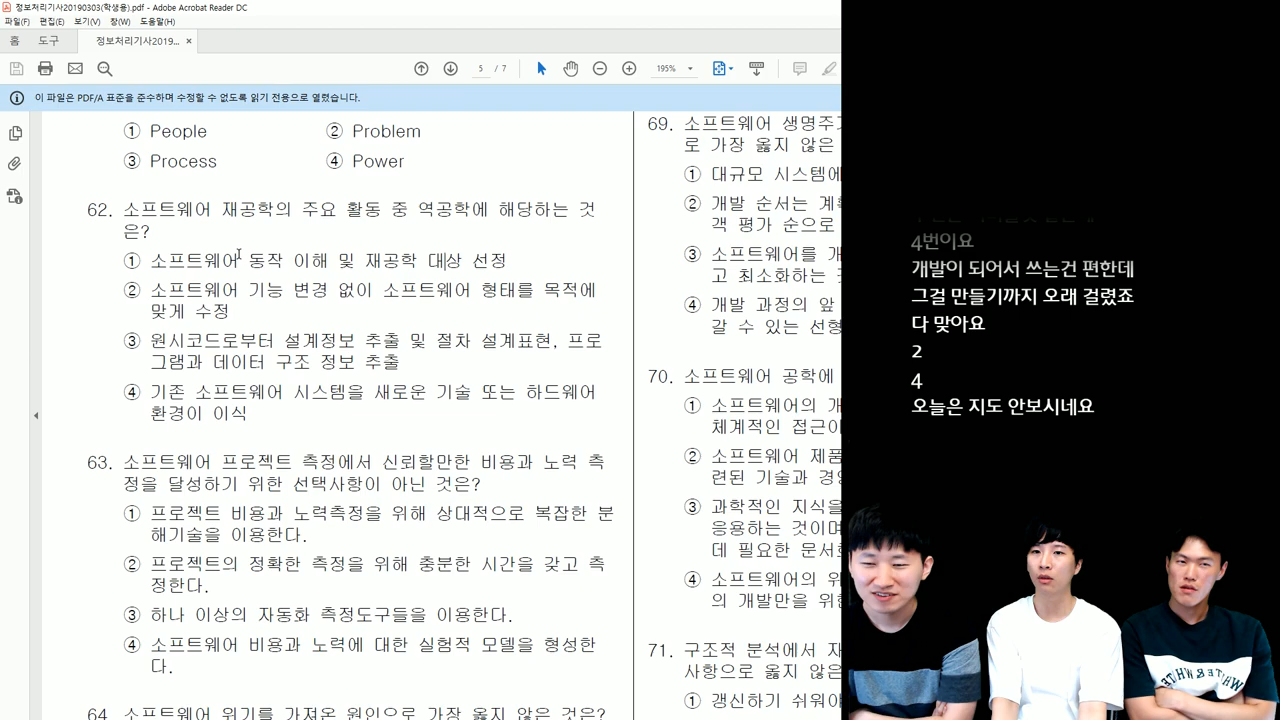 정보처리기사20190303(학생용).pdf - Adobe Acrobat Reader DC
파일(F) 편집(E) 보기(V) 창(W) 도움말(H)
홈 도구 정보처리기사2019... ×
5 / 7 195%
이 파일은 PDF/A 표준을 준수하며 수정할 수 없도록 읽기 전용으로 열렸습니다.
① People ② Problem
③ Process ④ Power
62. 소프트웨어 재공학의 주요 활동 중 역공학에 해당하는 것
은?
① 소프트웨어 동작 이해 및 재공학 대상 선정
② 소프트웨어 기능 변경 없이 소프트웨어 형태를 목적에
맞게 수정
③ 원시코드로부터 설계정보 추출 및 절차 설계표현, 프로
그램과 데이터 구조 정보 추출
④ 기존 소프트웨어 시스템을 새로운 기술 또는 하드웨어
환경이 이식
63. 소프트웨어 프로젝트 측정에서 신뢰할만한 비용과 노력 측
정을 달성하기 위한 선택사항이 아닌 것은?
① 프로젝트 비용과 노력측정을 위해 상대적으로 복잡한 분
해기술을 이용한다.
② 프로젝트의 정확한 측정을 위해 충분한 시간을 갖고 측
정한다.
③ 하나 이상의 자동화 측정도구들을 이용한다.
④ 소프트웨어 비용과 노력에 대한 실험적 모델을 형성한
다.
64. 소프트웨어 위기를 가져온 원인으로 가장 옳지 않은 것은?
69. 소프트웨어 생명주기
로 가장 옳지 않은
① 대규모 시스템에
② 개발 순서는 계획
객 평가 순으로
③ 소프트웨어를 개
고 최소화하는 것
④ 개발 과정의 앞
갈 수 있는 선형
70. 소프트웨어 공학에
① 소프트웨어의 개
체계적인 접근이
② 소프트웨어 제품
련된 기술과 경영
③ 과학적인 지식을
응용하는 것이며
데 필요한 문서화
④ 소프트웨어의 위
의 개발만을 위한
71. 구조적 분석에서 자
사항으로 옳지 않은
① 갱신하기 쉬워야
4번이요
개발이 되어서 쓰는건 편한데
그걸 만들기까지 오래 걸렸죠
다 맞아요
2
4
오늘은 지도 안보시네요
WHITE & WHITE